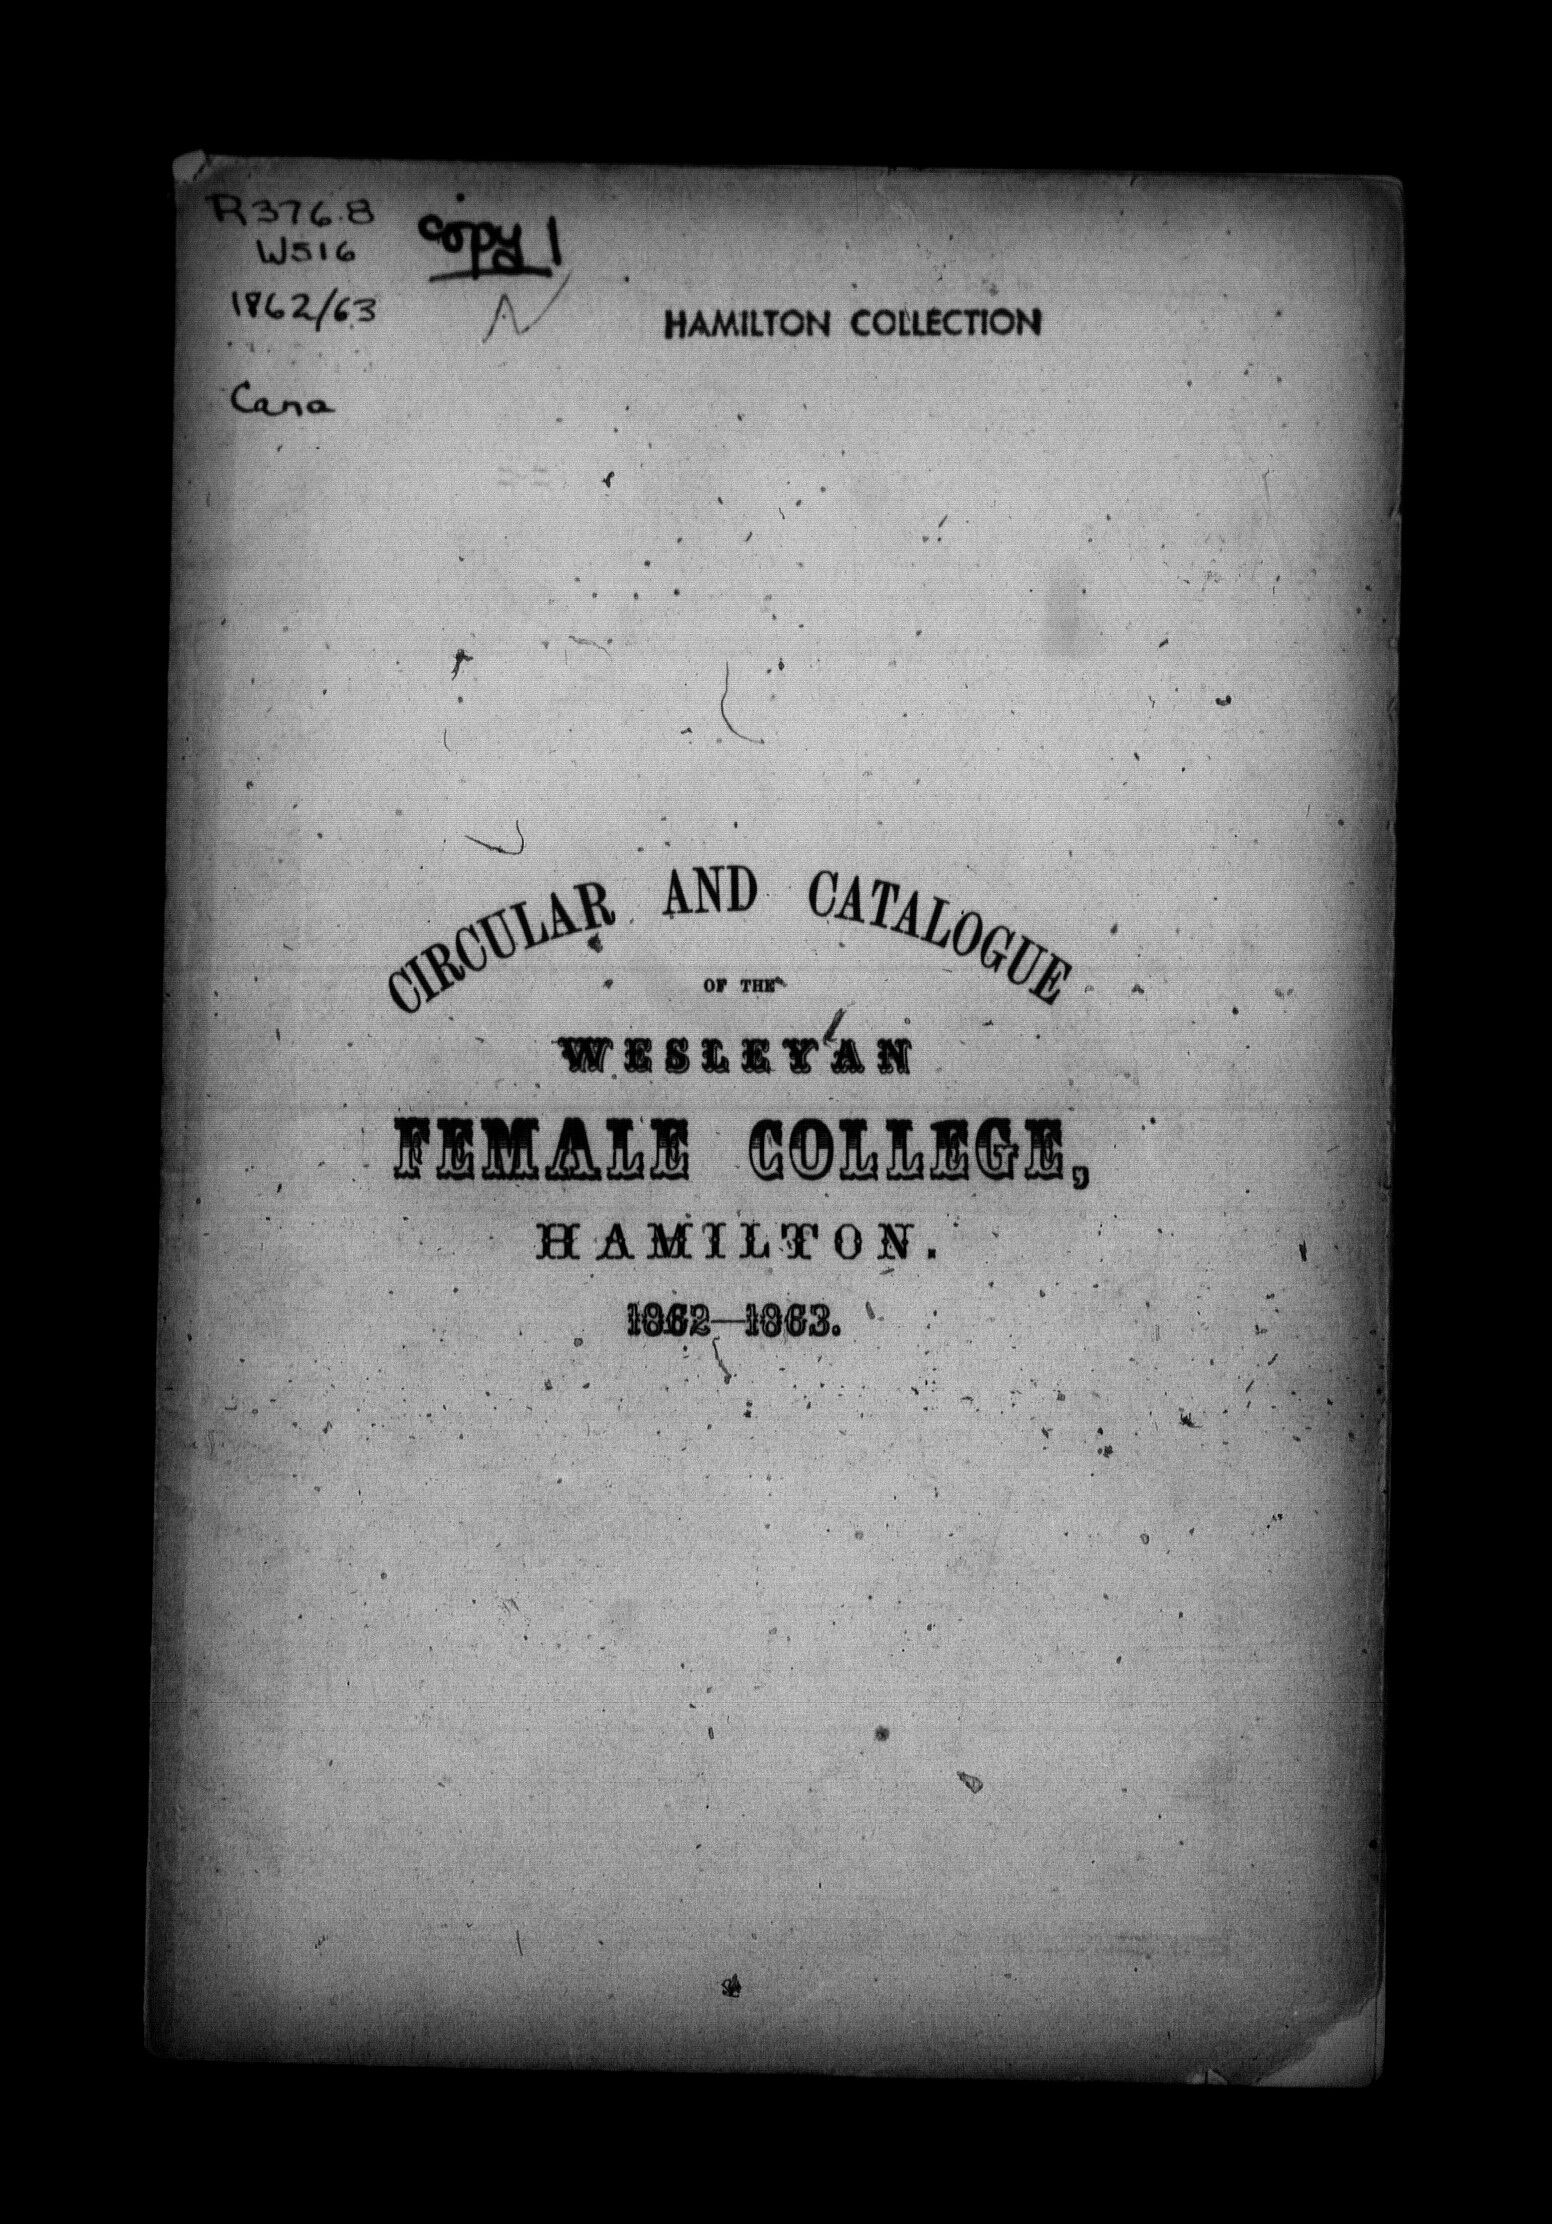 R376.8
W516
1862/63
Cana
copy 1
HAMILTON COLLECTION
CIRCULAR AND CATALOGUE
OF THE
WESLEYAN
FEMALE COLLEGE,
HAMILTON.
1862—1863.